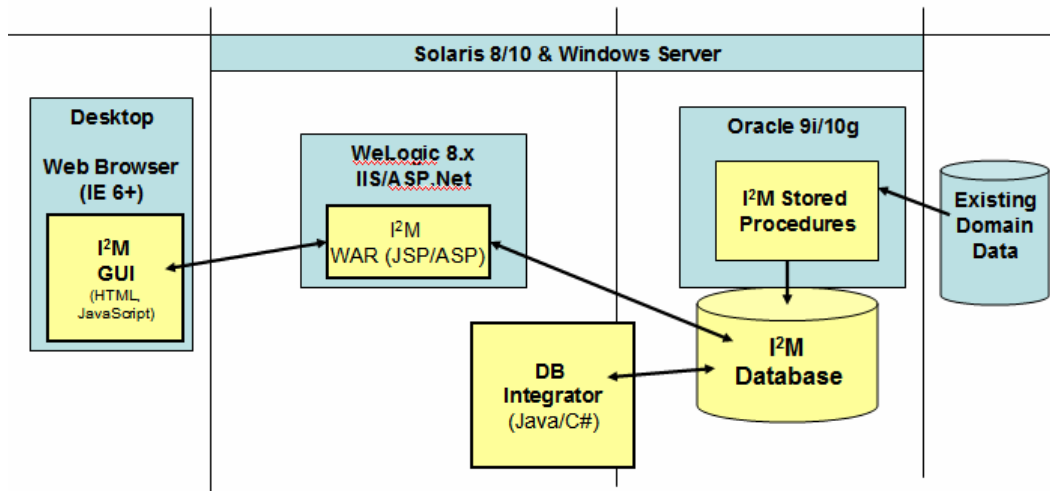 Solaris 8/10 & Windows Server
Desktop
Web Browser
(IE 6+)
I²M
GUI
(HTML,
JavaScript)
WeLogic 8.x
IIS/ASP.Net
I²M
WAR (JSP/ASP)
DB
Integrator
(Java/C#)
Oracle 9i/10g
I²M Stored
Procedures
I²M
Database
Existing
Domain
Data